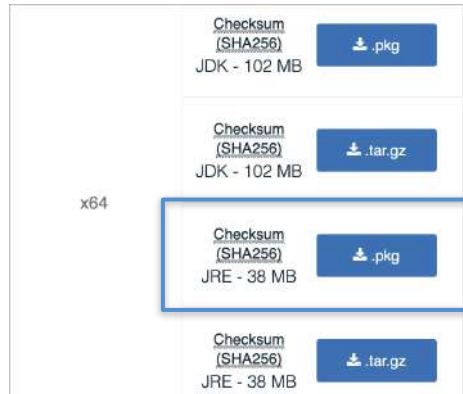 Checksum
(SHA256)
JDK - 102 MB
.pkg
Checksum
(SHA256)
JDK - 102 MB
.tar.gz
x64
Checksum
(SHA256)
JRE - 38 MB
.pkg
Checksum
(SHA256)
JRE - 38 MB
.tar.gz